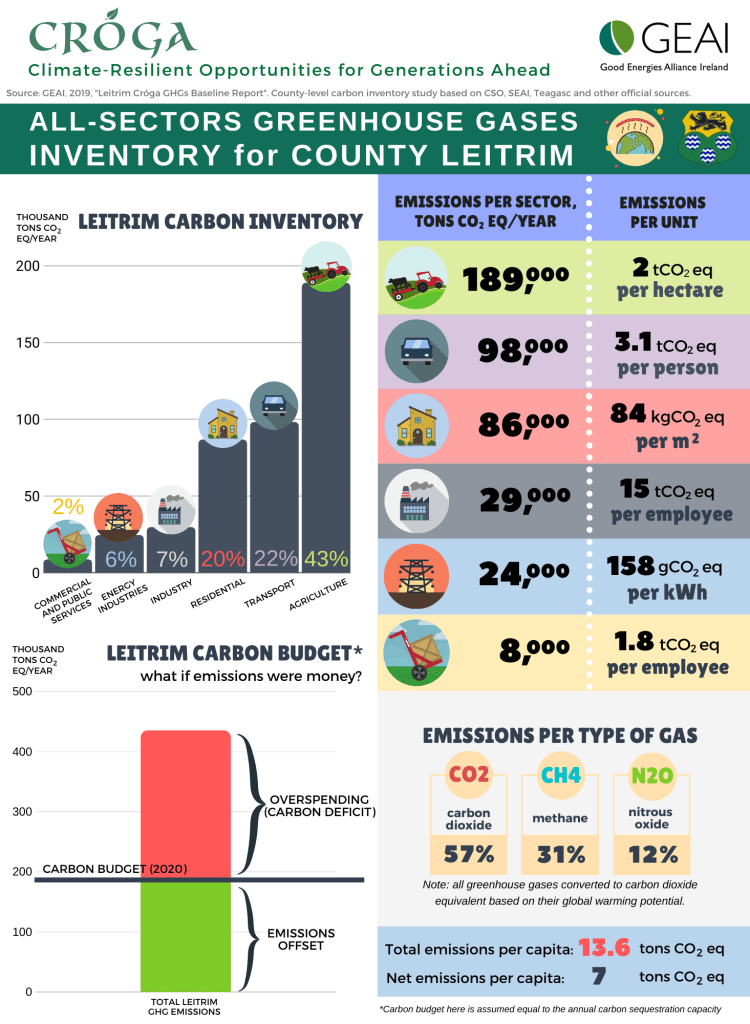 CRÓGA
Climate-Resilient Opportunities for Generations Ahead
GEAI
Good Energies Alliance Ireland
Source: GEAI, 2019, "Leitrim Cróga GHGs Baseline Report". County-level carbon inventory study based on CSO, SEAI, Teagasc and other official sources.
ALL-SECTORS GREENHOUSE GASES
INVENTORY for COUNTY LEITRIM
THOUSAND
TONS CO₂
EQ/YEAR
LEITRIM CARBON INVENTORY
200
150
100
50
0
2%
6%
7%
20%
22%
43%
COMMERCIAL
AND PUBLIC
SERVICES
ENERGY
INDUSTRIES
INDUSTRY
RESIDENTIAL
TRANSPORT
AGRICULTURE
EMISSIONS PER SECTOR,
TONS CO₂ EQ/YEAR
EMISSIONS
PER UNIT
189,000
2 tCO₂ eq
per hectare
98,000
3.1 tCO₂ eq
per person
86,000
84 kgCO₂ eq
per m²
29,000
15 tCO₂ eq
per employee
24,000
158 gCO₂ eq
per kWh
8,000
1.8 tCO₂ eq
per employee
THOUSAND
TONS CO₂
EQ/YEAR
LEITRIM CARBON BUDGET*
what if emissions were money?
500
400
300
200
100
0
OVERSPENDING
(CARBON DEFICIT)
CARBON BUDGET (2020)
EMISSIONS
OFFSET
TOTAL LEITRIM
GHG EMISSIONS
EMISSIONS PER TYPE OF GAS
CO2
carbon
dioxide
57%
CH4
methane
31%
N2O
nitrous
oxide
12%
Note: all greenhouse gases converted to carbon dioxide
equivalent based on their global warming potential.
Total emissions per capita: 13.6 tons CO₂ eq
Net emissions per capita: 7 tons CO₂ eq
*Carbon budget here is assumed equal to the annual carbon sequestration capacity